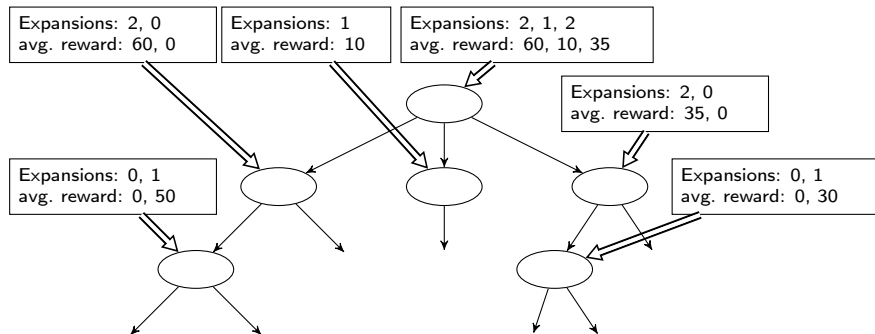 Expansions: 2, 0
avg. reward: 60, 0
Expansions: 1
avg. reward: 10
Expansions: 2, 1, 2
avg. reward: 60, 10, 35
Expansions: 2, 0
avg. reward: 35, 0
Expansions: 0, 1
avg. reward: 0, 50
Expansions: 0, 1
avg. reward: 0, 30